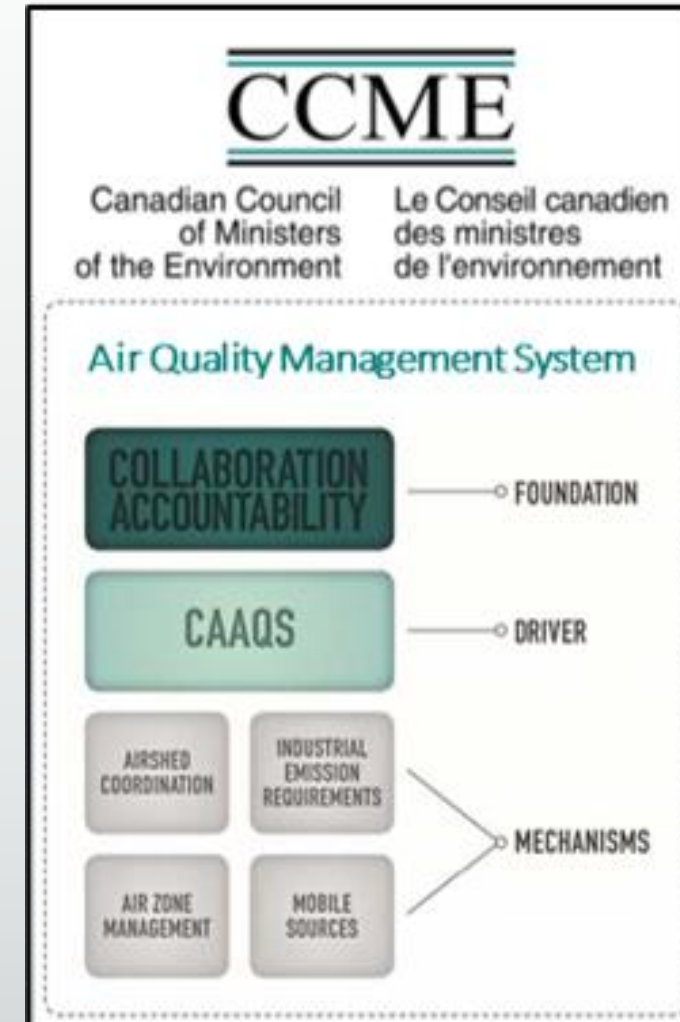 CCME
Canadian Council
of Ministers
of the Environment
Le Conseil canadien
des ministres
de l'environnement
Air Quality Management System
COLLABORATION
ACCOUNTABILITY
FOUNDATION
CAAQS
DRIVER
AIRSHED
COORDINATION
INDUSTRIAL
EMISSION
REQUIREMENTS
AIR ZONE
MANAGEMENT
MOBILE
SOURCES
MECHANISMS